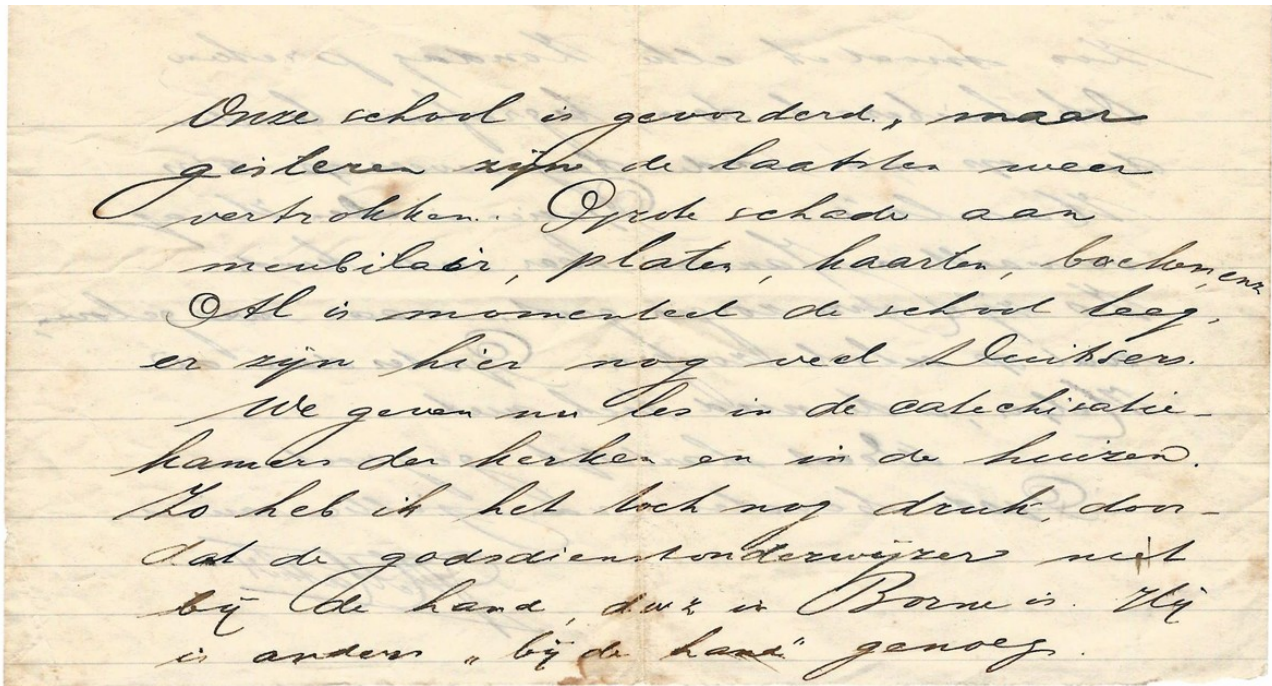 Onze school is gevorderd, maar
gisteren zijn de laatsten weer
vertrokken. Grote schade aan
meubilair, platen, kaarten, boeken, enz
Al is momenteel de school leeg,
er zijn hier nog veel Duitsers.
We geven nu les in de catechisatie-
kamers der kerken en in de huizen.
Zo heb ik het toch nog druk, door-
dat de godsdienstonderwijzer niet
bij de hand, d.w.z in Borne is. Hij
is anders „bij de hand" genoeg.